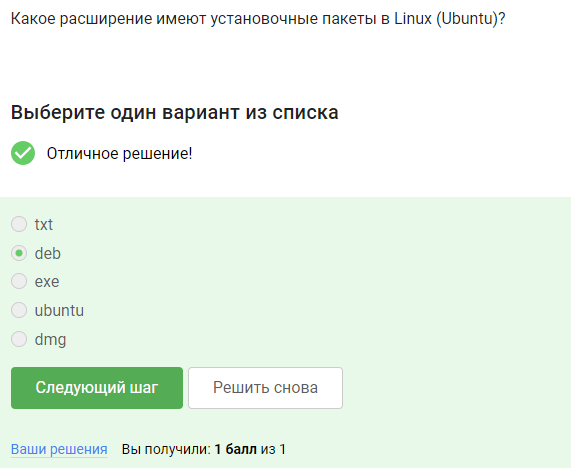 Какое расширение имеют установочные пакеты в Linux (Ubuntu)?
Выберите один вариант из списка
Отличное решение!
txt
deb
exe
ubuntu
dmg
Следующий шаг Решить снова
Ваши решения Вы получили: 1 балл из 1